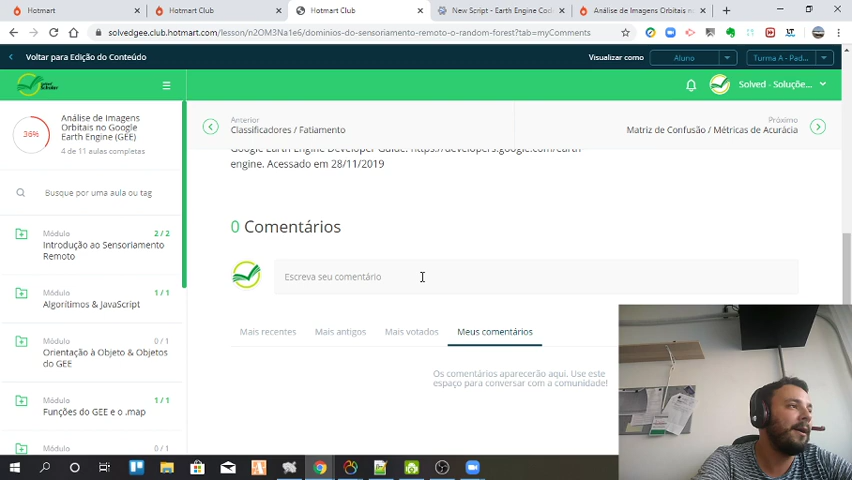 Hotmart
Hotmart Club
Hotmart Club
New Script - Earth Engine Cod
Análise de Imagens Orbitais n
solvedgee.club.hotmart.com/lesson/n2OM3Na1e6/dominios-do-sensoriamento-remoto-o-random-forest?tab=myComments
Voltar para Edição do Conteúdo
Visualizar como
Aluno
Turma A - Pad...
Solved - Soluçõe...
36%
Análise de Imagens
Orbitais no Google
Earth Engine (GEE)
4 de 11 aulas completas
Anterior
Classificadores / Fatiamento
Próximo
Matriz de Confusão / Métricas de Acurácia
Google Earth Engine Developer Guide. https://developers.google.com/earth-
engine. Acessado em 28/11/2019
Busque por uma aula ou tag
Módulo 2/2
Introdução ao Sensoriamento
Remoto
Módulo 1/1
Algoritimos & JavaScript
Módulo 0/1
Orientação à Objeto & Objetos
do GEE
Módulo 1/1
Funções do GEE e o .map
Módulo 0/1
0 Comentários
Escreva seu comentário
Mais recentes
Mais antigos
Mais votados
Meus comentários
Os comentários aparecerão aqui. Use este
espaço para conversar com a comunidade!